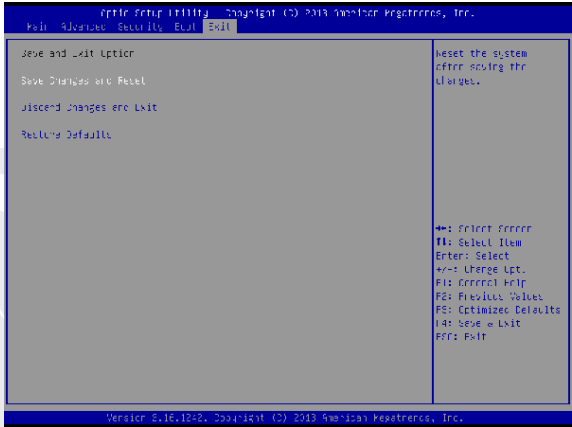 Aptio Setup Utility - Copyright (C) 2013 American Megatrends, Inc.
Main Advanced Security Boot Exit
Save and Exit Option
Save Changes and Reset
Discard Changes and Exit
Restore Defaults
Reset the system
after saving the
changes.
→←: Select Screen
↑↓: Select Item
Enter: Select
+/-: Change Opt.
F1: General Help
F2: Previous Values
F3: Optimized Defaults
F4: Save & Exit
ESC: Exit
Version 2.16.1242. Copyright (C) 2013 American Megatrends, Inc.